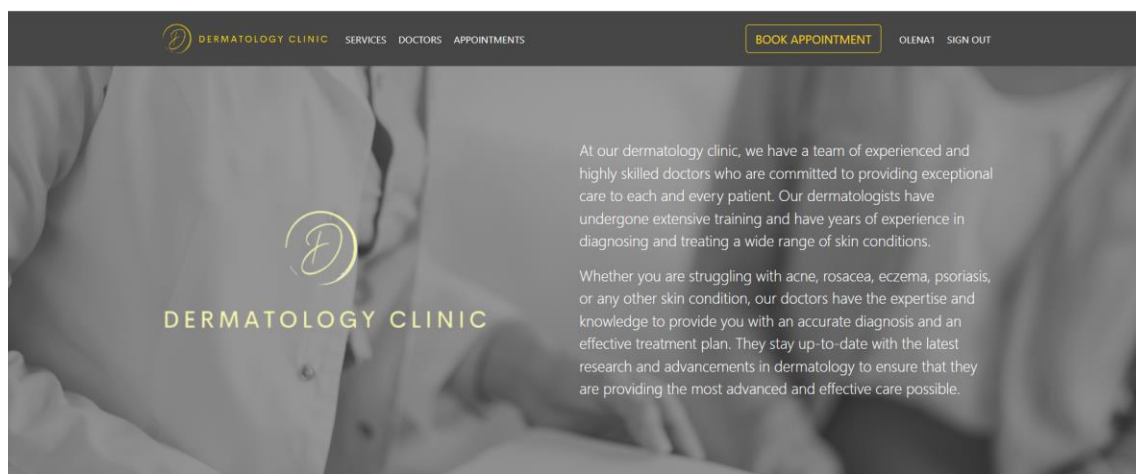 DERMATOLOGY CLINIC SERVICES DOCTORS APPOINTMENTS BOOK APPOINTMENT OLENA1 SIGN OUT
D
DERMATOLOGY CLINIC
At our dermatology clinic, we have a team of experienced and
highly skilled doctors who are committed to providing exceptional
care to each and every patient. Our dermatologists have
undergone extensive training and have years of experience in
diagnosing and treating a wide range of skin conditions.
Whether you are struggling with acne, rosacea, eczema, psoriasis,
or any other skin condition, our doctors have the expertise and
knowledge to provide you with an accurate diagnosis and an
effective treatment plan. They stay up-to-date with the latest
research and advancements in dermatology to ensure that they
are providing the most advanced and effective care possible.